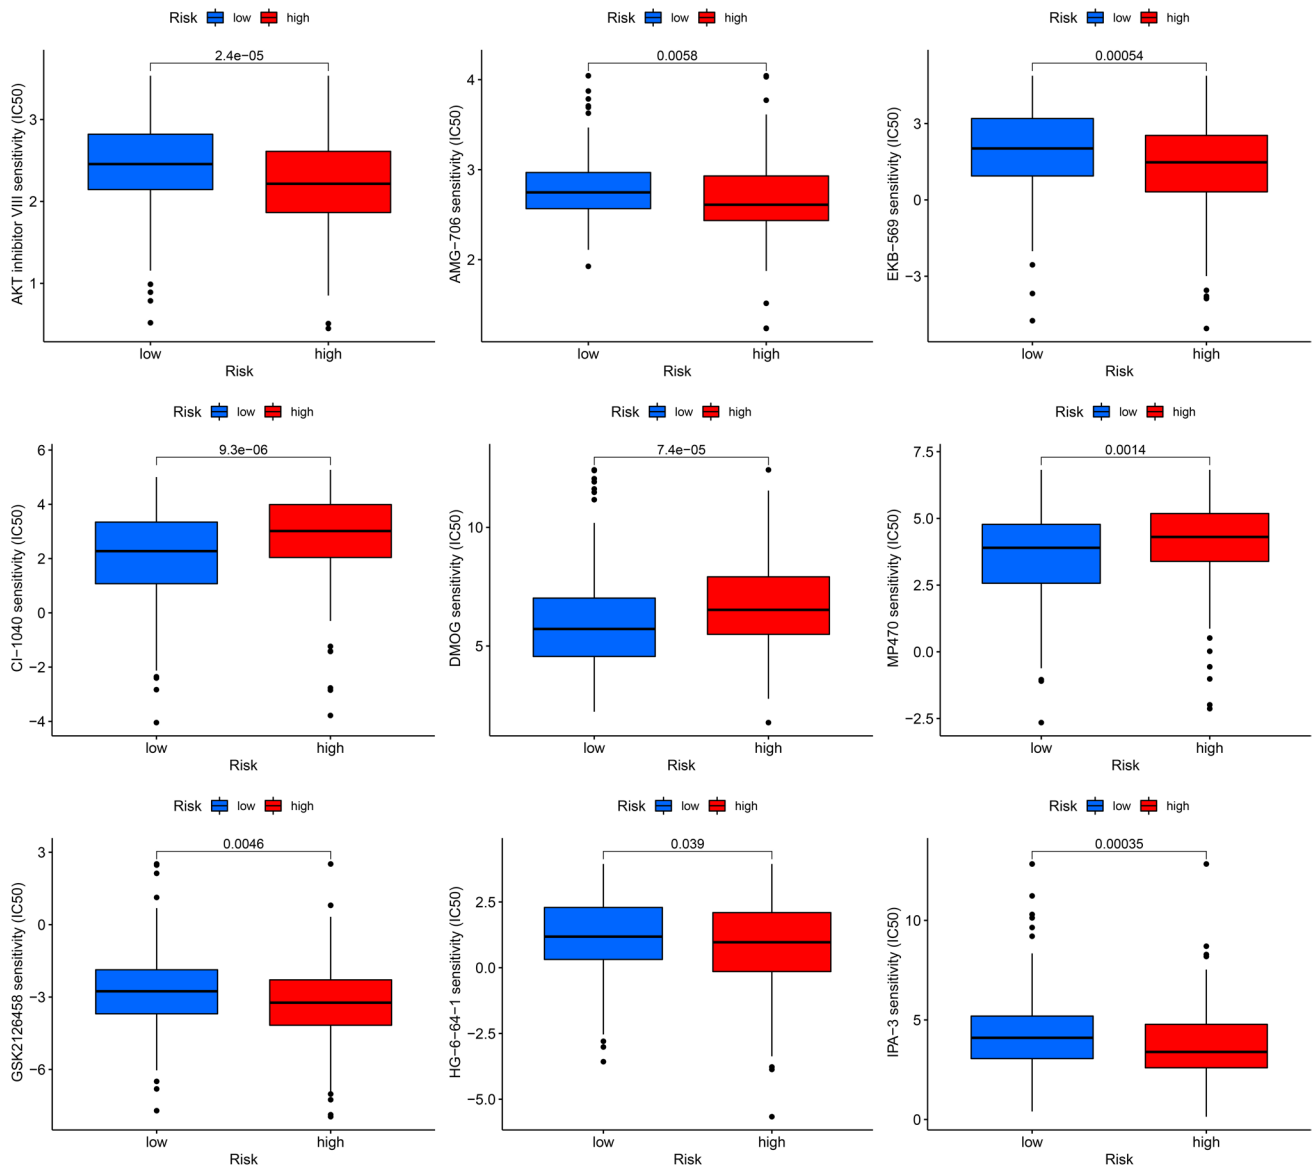 Risk low high
Risk low high
Risk low high
2.4e−05
0.0058
0.00054
AKT inhibitor VIII sensitivity (IC50)
3
2
1
low high
Risk
AMG−706 sensitivity (IC50)
4
3
2
low high
Risk
EKB−569 sensitivity (IC50)
3
0
−3
low high
Risk
Risk low high
Risk low high
Risk low high
9.3e−06
7.4e−05
0.0014
CI−1040 sensitivity (IC50)
6
4
2
0
−2
−4
low high
Risk
DMOG sensitivity (IC50)
10
5
low high
Risk
MP470 sensitivity (IC50)
7.5
5.0
2.5
0.0
−2.5
low high
Risk
Risk low high
Risk low high
Risk low high
0.0046
0.039
0.00035
GSK2126458 sensitivity (IC50)
3
0
−3
−6
low high
Risk
HG−6−64−1 sensitivity (IC50)
2.5
0.0
−2.5
−5.0
low high
Risk
IPA−3 sensitivity (IC50)
10
5
0
low high
Risk